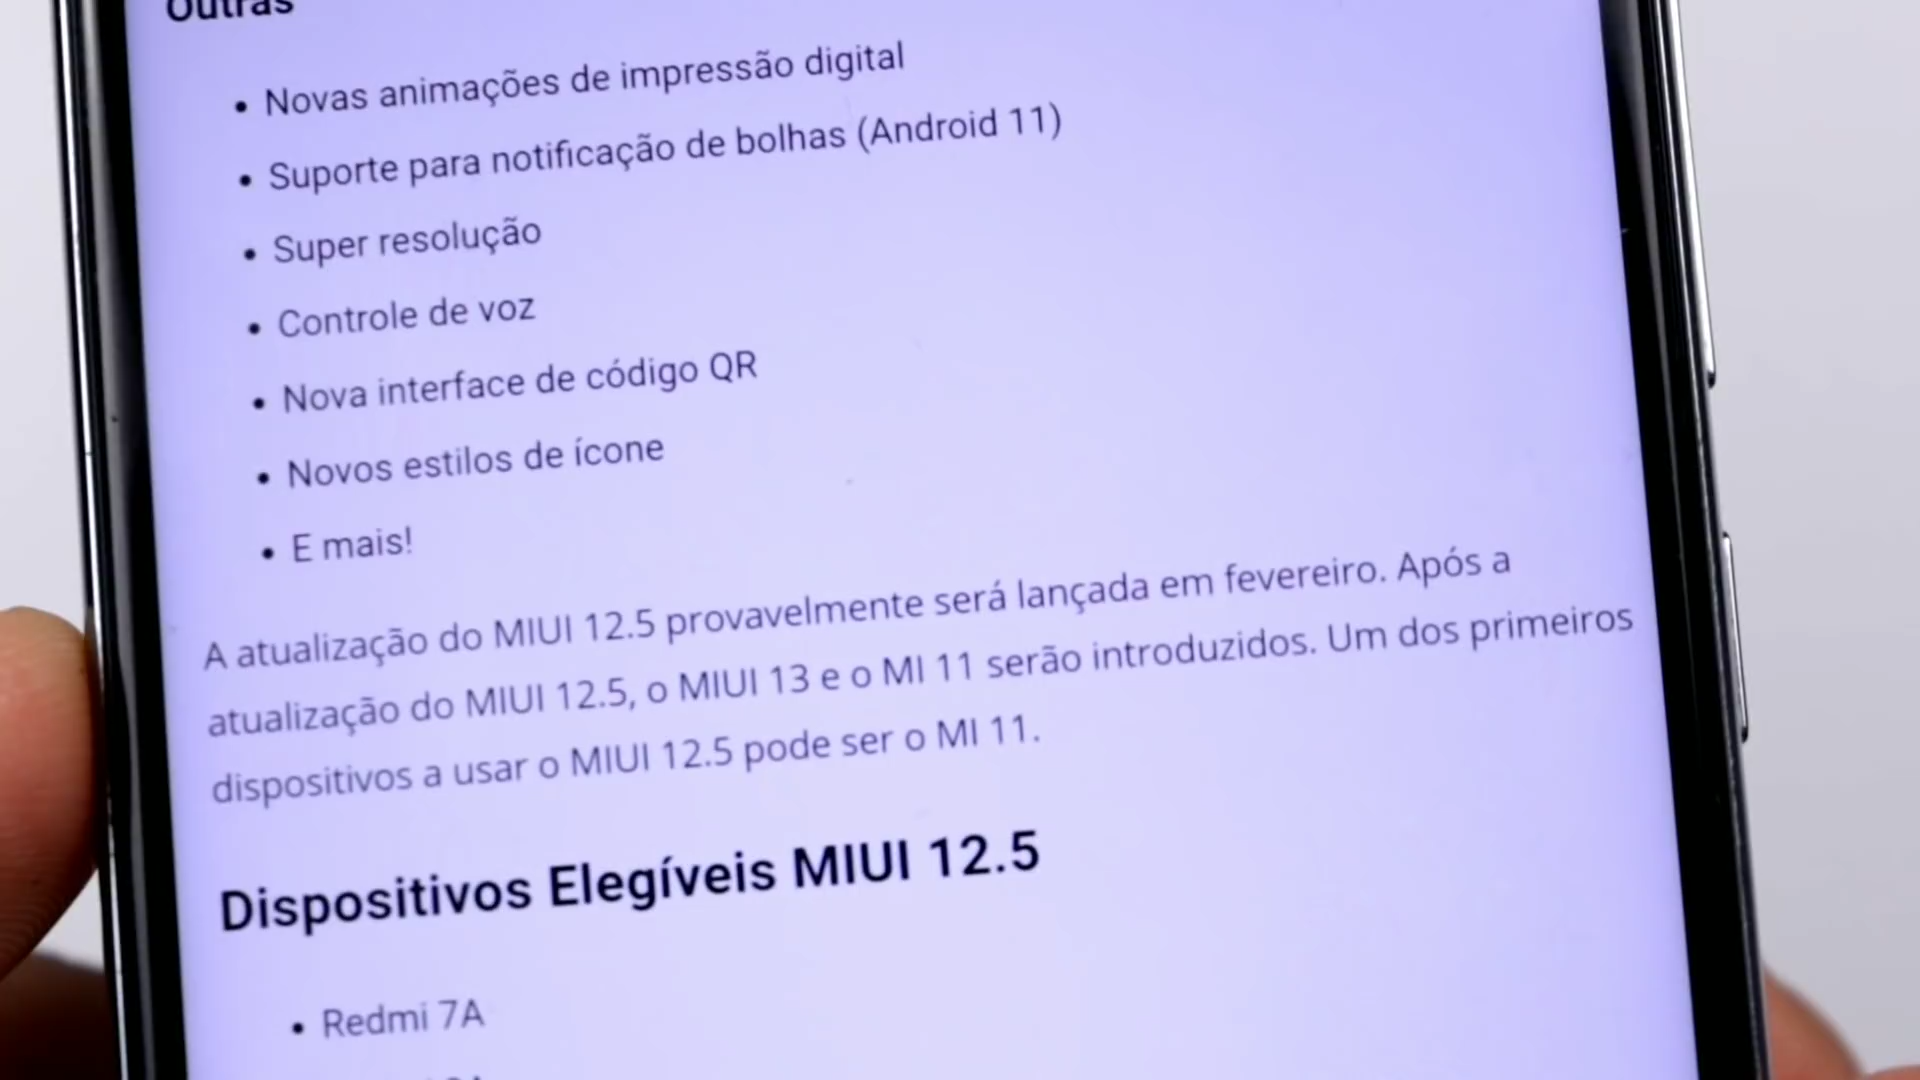 Outras
• Novas animações de impressão digital
• Suporte para notificação de bolhas (Android 11)
• Super resolução
• Controle de voz
• Nova interface de código QR
• Novos estilos de ícone
• E mais!
A atualização do MIUI 12.5 provavelmente será lançada em fevereiro. Após a
atualização do MIUI 12.5, o MIUI 13 e o MI 11 serão introduzidos. Um dos primeiros
dispositivos a usar o MIUI 12.5 pode ser o MI 11.
Dispositivos Elegíveis MIUI 12.5
• Redmi 7A